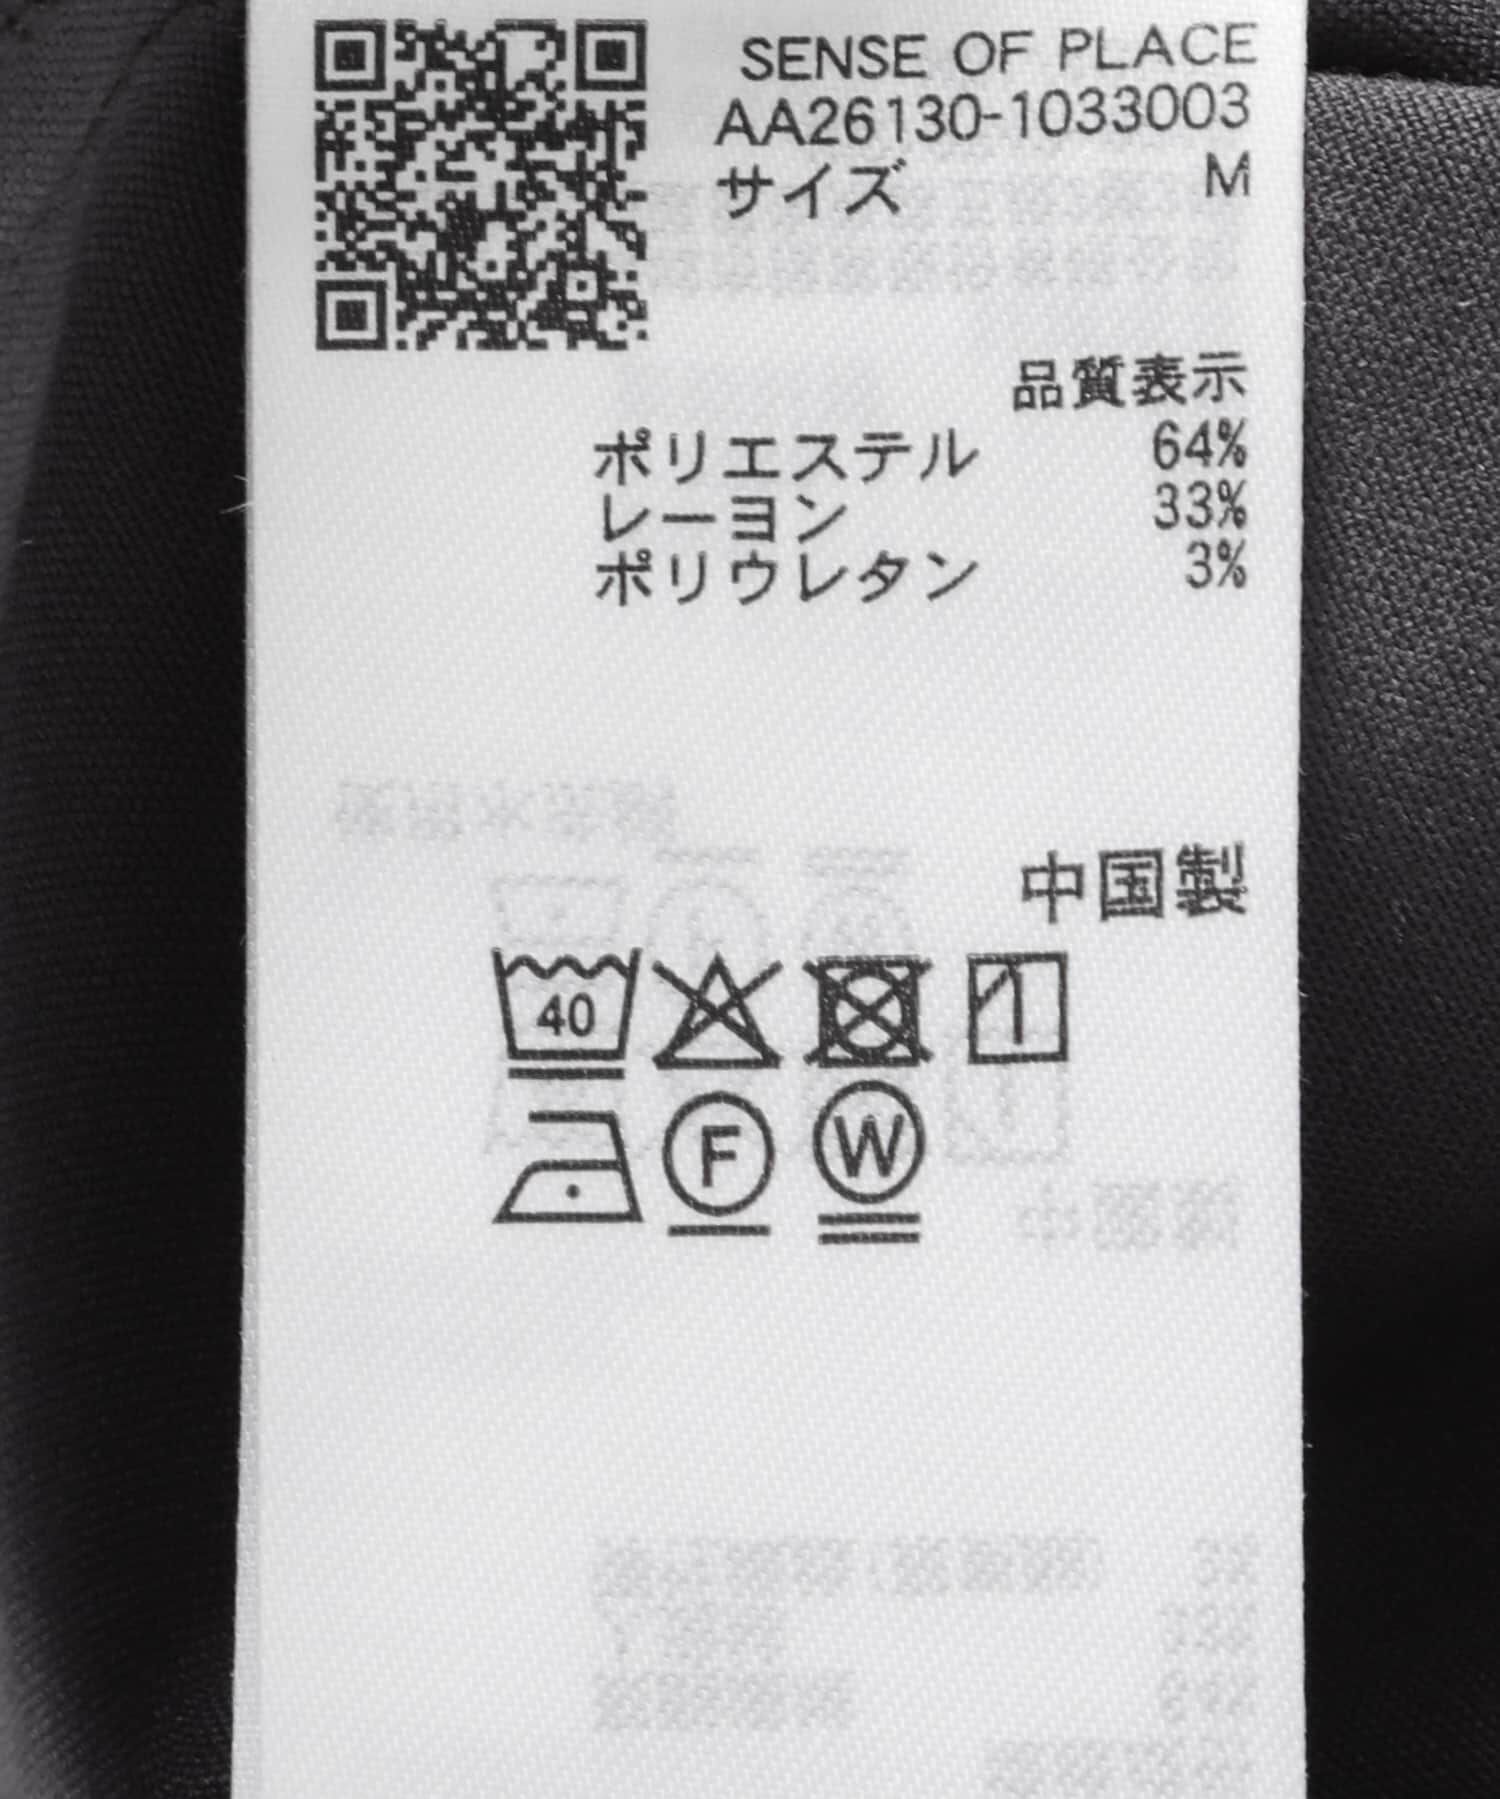 SENSE OF PLACE
AA26130-1033003
サイズ M
品質表示
ポリエステル 64%
レーヨン 33%
ポリウレタン 3%
中国製
40
F W